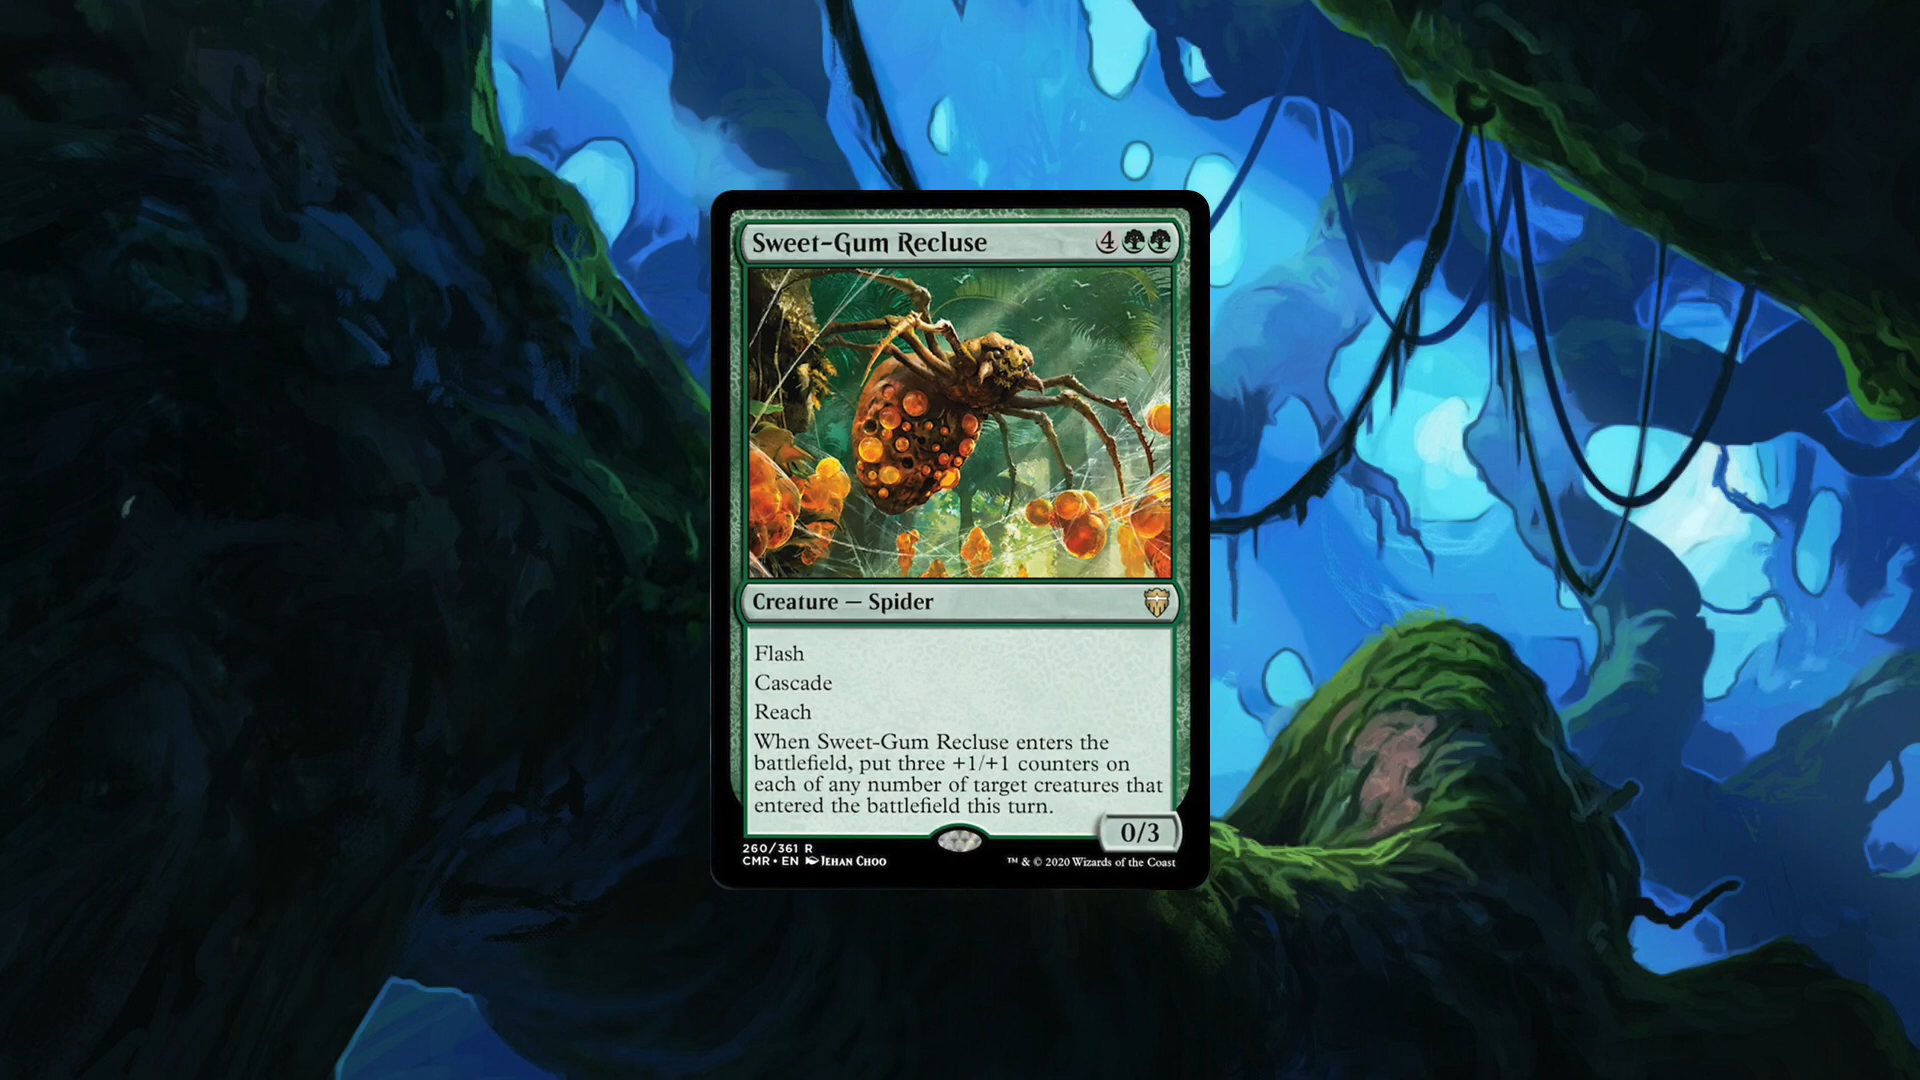 Sweet-Gum Recluse 4
Creature — Spider
Flash
Cascade
Reach
When Sweet-Gum Recluse enters the
battlefield, put three +1/+1 counters on
each of any number of target creatures that
entered the battlefield this turn.
0/3
260/361 R
CMR • EN Jehan Choo
™ & © 2020 Wizards of the Coast